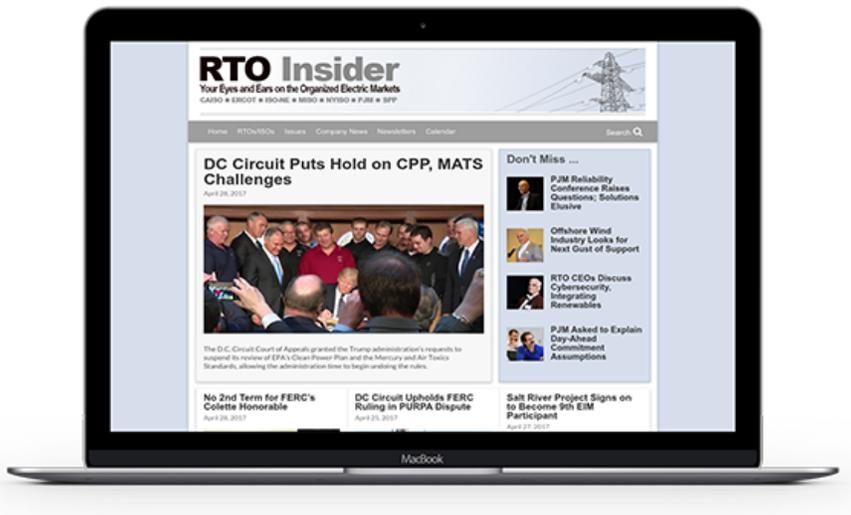 RTO Insider
Your Eyes and Ears on the Organized Electric Markets
CAISO ■ ERCOT ■ ISO-NE ■ MISO ■ NYISO ■ PJM ■ SPP
Home RTOs/ISOs Issues Company News Newsletters Calendar Search
DC Circuit Puts Hold on CPP, MATS
Challenges
April 28, 2017
The D.C. Circuit Court of Appeals granted the Trump administration's requests to
suspend its review of EPA's Clean Power Plan and the Mercury and Air Toxics
Standards, allowing the administration time to begin undoing the rules.
Don't Miss ...
PJM Reliability
Conference Raises
Questions; Solutions
Elusive
Offshore Wind
Industry Looks for
Next Gust of Support
RTO CEOs Discuss
Cybersecurity,
Integrating
Renewables
PJM Asked to Explain
Day-Ahead
Commitment
Assumptions
No 2nd Term for FERC's
Colette Honorable
April 28, 2017
DC Circuit Upholds FERC
Ruling in PURPA Dispute
April 25, 2017
Salt River Project Signs on
to Become 9th EIM
Participant
April 27, 2017
MacBook